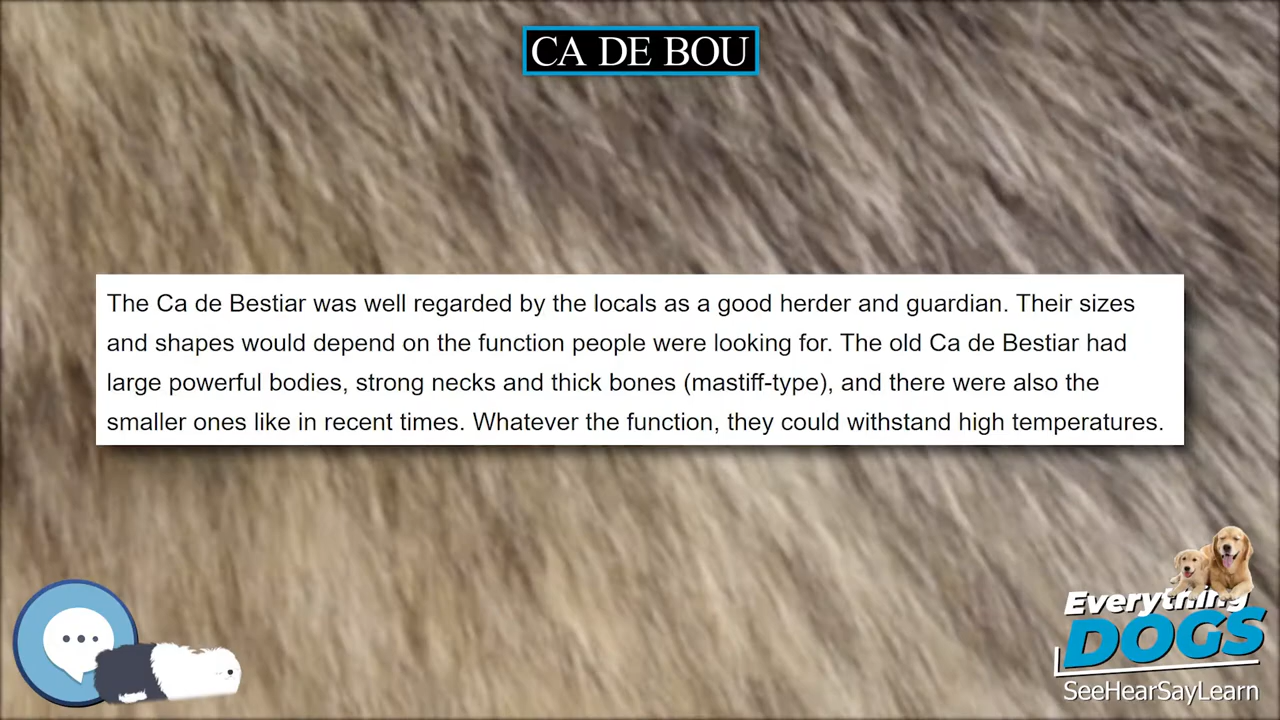 CA DE BOU
The Ca de Bestiar was well regarded by the locals as a good herder and guardian. Their sizes
and shapes would depend on the function people were looking for. The old Ca de Bestiar had
large powerful bodies, strong necks and thick bones (mastiff-type), and there were also the
smaller ones like in recent times. Whatever the function, they could withstand high temperatures.
Everything
DOGS
SeeHearSayLearn